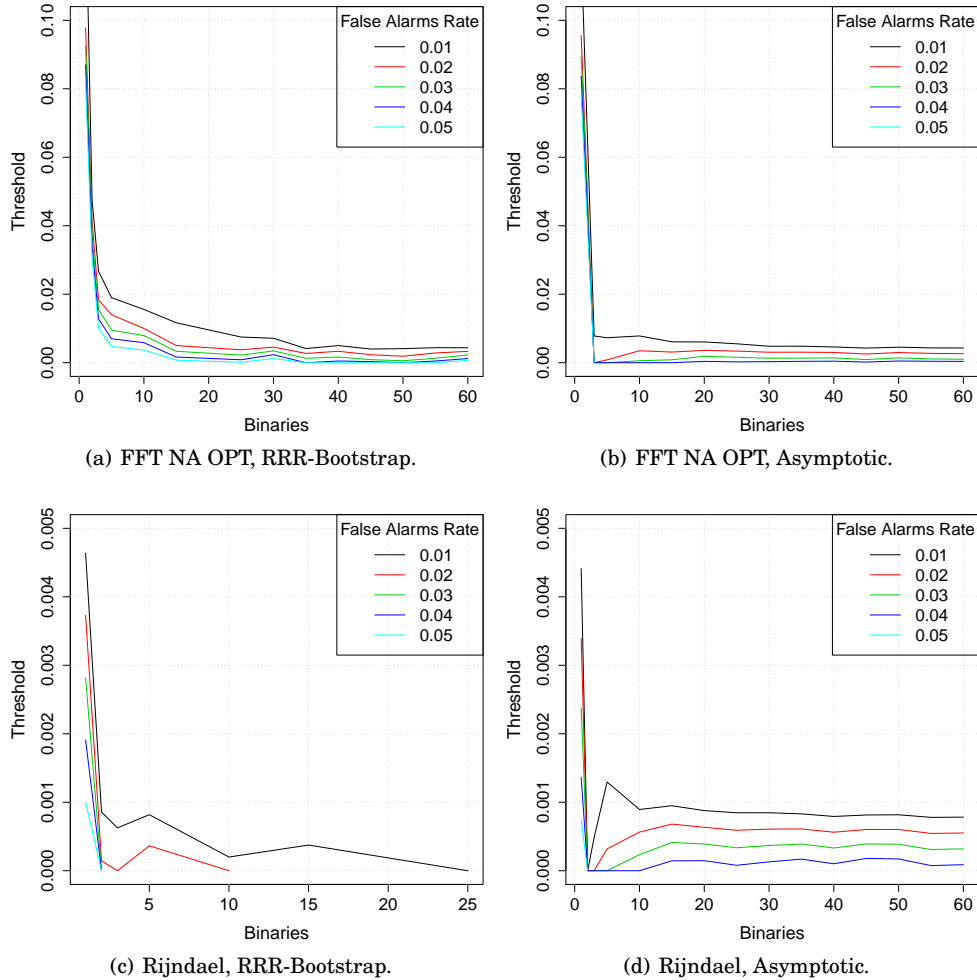 False Alarms Rate
0.01
0.02
0.03
0.04
0.05
Threshold
0.10
0.08
0.06
0.04
0.02
0.00
0 10 20 30 40 50 60
Binaries
(a) FFT NA OPT, RRR-Bootstrap.
False Alarms Rate
0.01
0.02
0.03
0.04
0.05
Threshold
0.10
0.08
0.06
0.04
0.02
0.00
0 10 20 30 40 50 60
Binaries
(b) FFT NA OPT, Asymptotic.
False Alarms Rate
0.01
0.02
0.03
0.04
0.05
Threshold
0.005
0.004
0.003
0.002
0.001
0.000
5 10 15 20 25
Binaries
(c) Rijndael, RRR-Bootstrap.
False Alarms Rate
0.01
0.02
0.03
0.04
0.05
Threshold
0.005
0.004
0.003
0.002
0.001
0.000
0 10 20 30 40 50 60
Binaries
(d) Rijndael, Asymptotic.